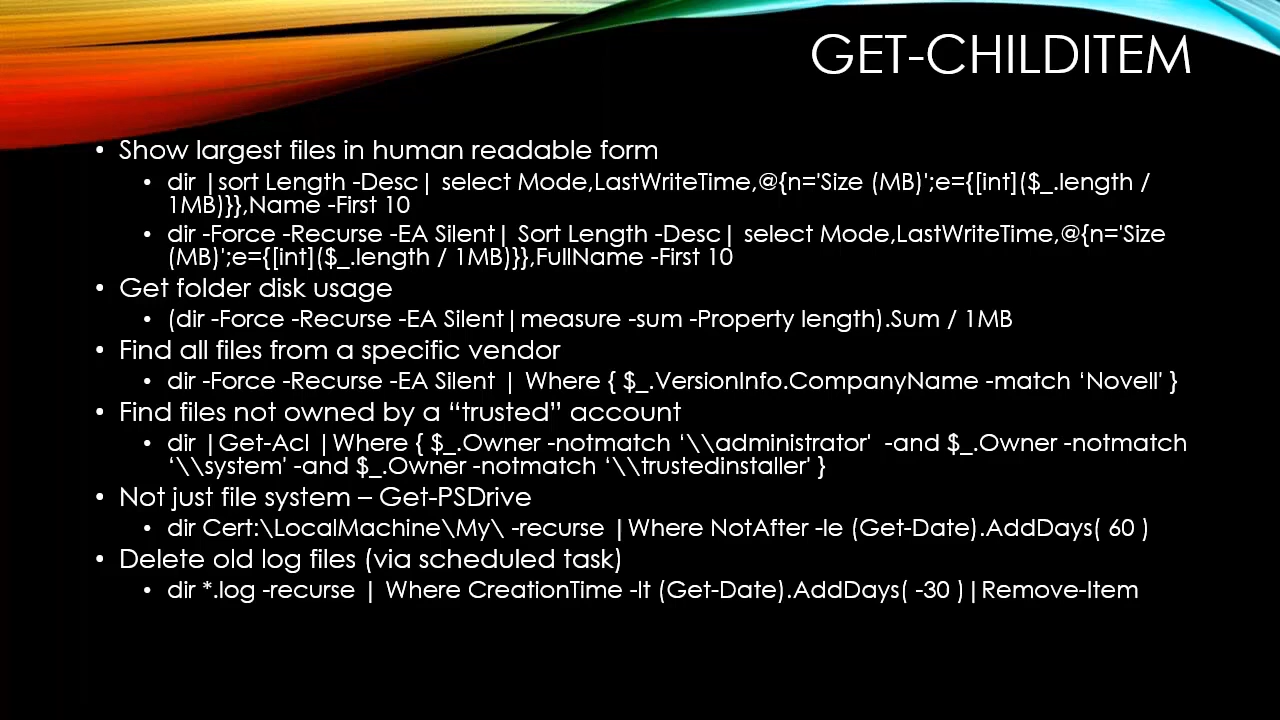 GET-CHILDITEM
• Show largest files in human readable form
• dir |sort Length -Desc| select Mode,LastWriteTime,@{n='Size (MB)';e={[int]($_.length /
1MB)}},Name -First 10
• dir -Force -Recurse -EA Silent| Sort Length -Desc| select Mode,LastWriteTime,@{n='Size
(MB)';e={[int]($_.length / 1MB)}},FullName -First 10
• Get folder disk usage
• (dir -Force -Recurse -EA Silent|measure -sum -Property length).Sum / 1MB
• Find all files from a specific vendor
• dir -Force -Recurse -EA Silent | Where { $_.VersionInfo.CompanyName -match ‘Novell' }
• Find files not owned by a “trusted” account
• dir |Get-Acl |Where { $_.Owner -notmatch ‘\\administrator'  -and $_.Owner -notmatch
‘\\system' -and $_.Owner -notmatch ‘\\trustedinstaller' }
• Not just file system – Get-PSDrive
• dir Cert:\LocalMachine\My\ -recurse |Where NotAfter -le (Get-Date).AddDays( 60 )
• Delete old log files (via scheduled task)
• dir *.log -recurse | Where CreationTime -lt (Get-Date).AddDays( -30 )|Remove-Item